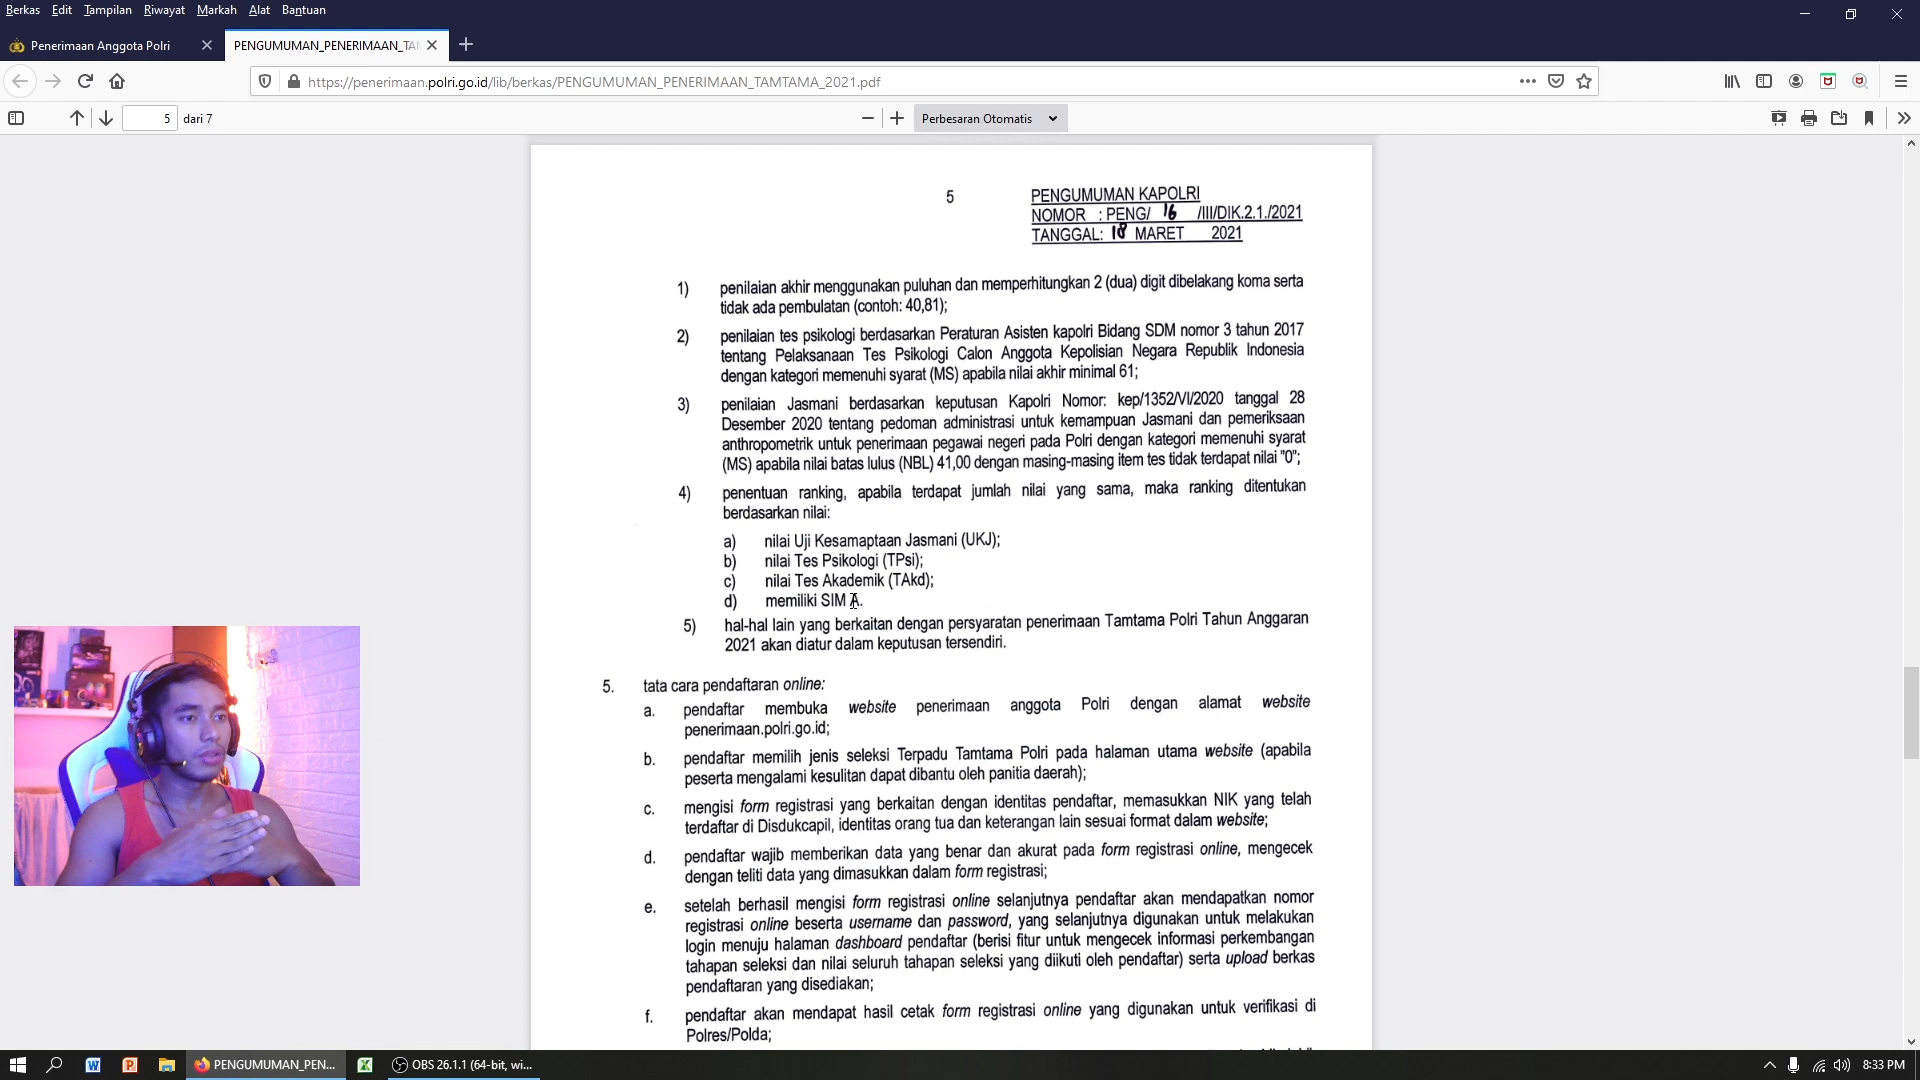 Berkas Edit Tampilan Riwayat Markah Alat Bantuan
Penerimaan Anggota Polri
PENGUMUMAN_PENERIMAAN_TA
https://penerimaan.polri.go.id/lib/berkas/PENGUMUMAN_PENERIMAAN_TAMTAMA_2021.pdf
5 dari 7
Perbesaran Otomatis
5
PENGUMUMAN KAPOLRI
NOMOR : PENG/ 16 /III/DIK.2.1./2021
TANGGAL: 18 MARET 2021
1) penilaian akhir menggunakan puluhan dan memperhitungkan 2 (dua) digit dibelakang koma serta
tidak ada pembulatan (contoh: 40,81);
2) penilaian tes psikologi berdasarkan Peraturan Asisten kapolri Bidang SDM nomor 3 tahun 2017
tentang Pelaksanaan Tes Psikologi Calon Anggota Kepolisian Negara Republik Indonesia
dengan kategori memenuhi syarat (MS) apabila nilai akhir minimal 61;
3) penilaian Jasmani berdasarkan keputusan Kapolri Nomor: kep/1352/VI/2020 tanggal 28
Desember 2020 tentang pedoman administrasi untuk kemampuan Jasmani dan pemeriksaan
anthropometrik untuk penerimaan pegawai negeri pada Polri dengan kategori memenuhi syarat
(MS) apabila nilai batas lulus (NBL) 41,00 dengan masing-masing item tes tidak terdapat nilai "0";
4) penentuan ranking, apabila terdapat jumlah nilai yang sama, maka ranking ditentukan
berdasarkan nilai:
a) nilai Uji Kesamaptaan Jasmani (UKJ);
b) nilai Tes Psikologi (TPsi);
c) nilai Tes Akademik (TAkd);
d) memiliki SIM A.
5) hal-hal lain yang berkaitan dengan persyaratan penerimaan Tamtama Polri Tahun Anggaran
2021 akan diatur dalam keputusan tersendiri.
5. tata cara pendaftaran online:
a. pendaftar membuka website penerimaan anggota Polri dengan alamat website
penerimaan.polri.go.id;
b. pendaftar memilih jenis seleksi Terpadu Tamtama Polri pada halaman utama website (apabila
peserta mengalami kesulitan dapat dibantu oleh panitia daerah);
c. mengisi form registrasi yang berkaitan dengan identitas pendaftar, memasukkan NIK yang telah
terdaftar di Disdukcapil, identitas orang tua dan keterangan lain sesuai format dalam website;
d. pendaftar wajib memberikan data yang benar dan akurat pada form registrasi online, mengecek
dengan teliti data yang dimasukkan dalam form registrasi;
e. setelah berhasil mengisi form registrasi online selanjutnya pendaftar akan mendapatkan nomor
registrasi online beserta username dan password, yang selanjutnya digunakan untuk melakukan
login menuju halaman dashboard pendaftar (berisi fitur untuk mengecek informasi perkembangan
tahapan seleksi dan nilai seluruh tahapan seleksi yang diikuti oleh pendaftar) serta upload berkas
pendaftaran yang disediakan;
f. pendaftar akan mendapat hasil cetak form registrasi online yang digunakan untuk verifikasi di
Polres/Polda;
PENGUMUMAN_PEN...
OBS 26.1.1 (64-bit, wi...
8:33 PM